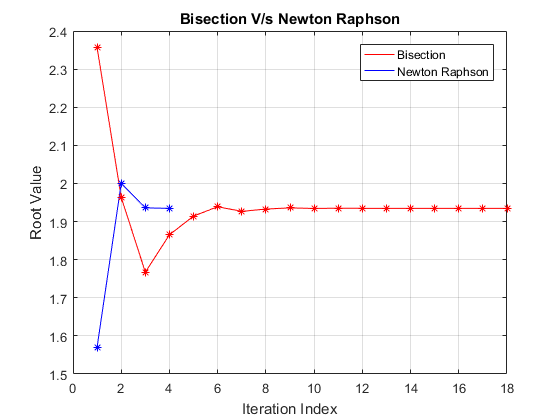 Bisection V/s Newton Raphson
2.4
2.3
2.2
2.1
2
1.9
1.8
1.7
1.6
1.5
Root Value
Bisection
Newton Raphson
0 2 4 6 8 10 12 14 16 18
Iteration Index